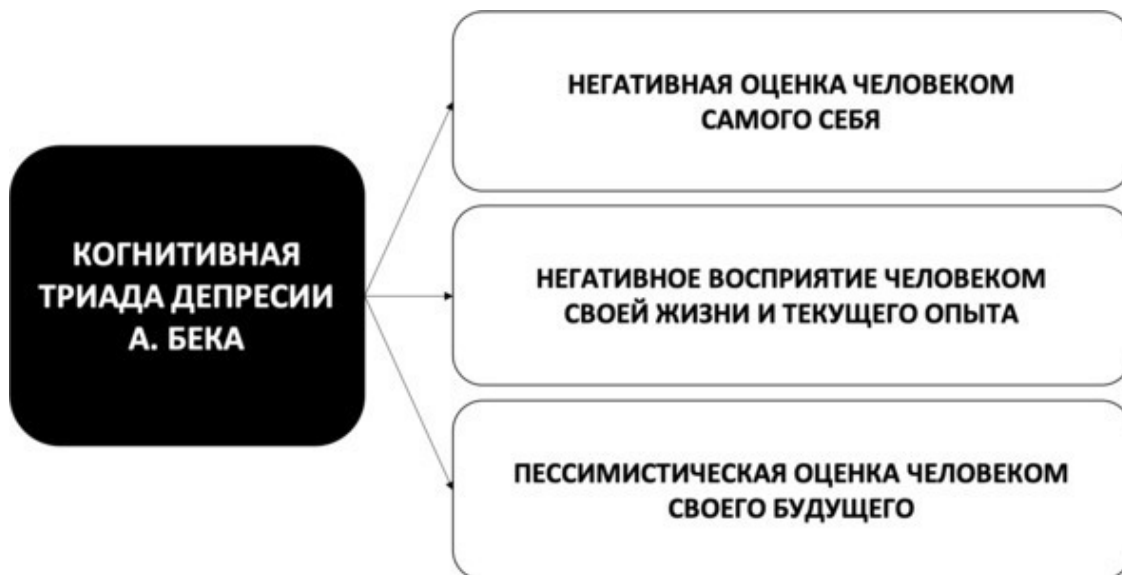 КОГНИТИВНАЯ
ТРИАДА ДЕПРЕСИИ
А. БЕКА
НЕГАТИВНАЯ ОЦЕНКА ЧЕЛОВЕКОМ
САМОГО СЕБЯ
НЕГАТИВНОЕ ВОСПРИЯТИЕ ЧЕЛОВЕКОМ
СВОЕЙ ЖИЗНИ И ТЕКУЩЕГО ОПЫТА
ПЕССИМИСТИЧЕСКАЯ ОЦЕНКА ЧЕЛОВЕКОМ
СВОЕГО БУДУЩЕГО